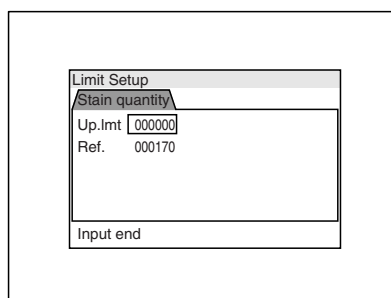 Limit Setup
Stain quantity
Up.lmt 000000
Ref. 000170
Input end